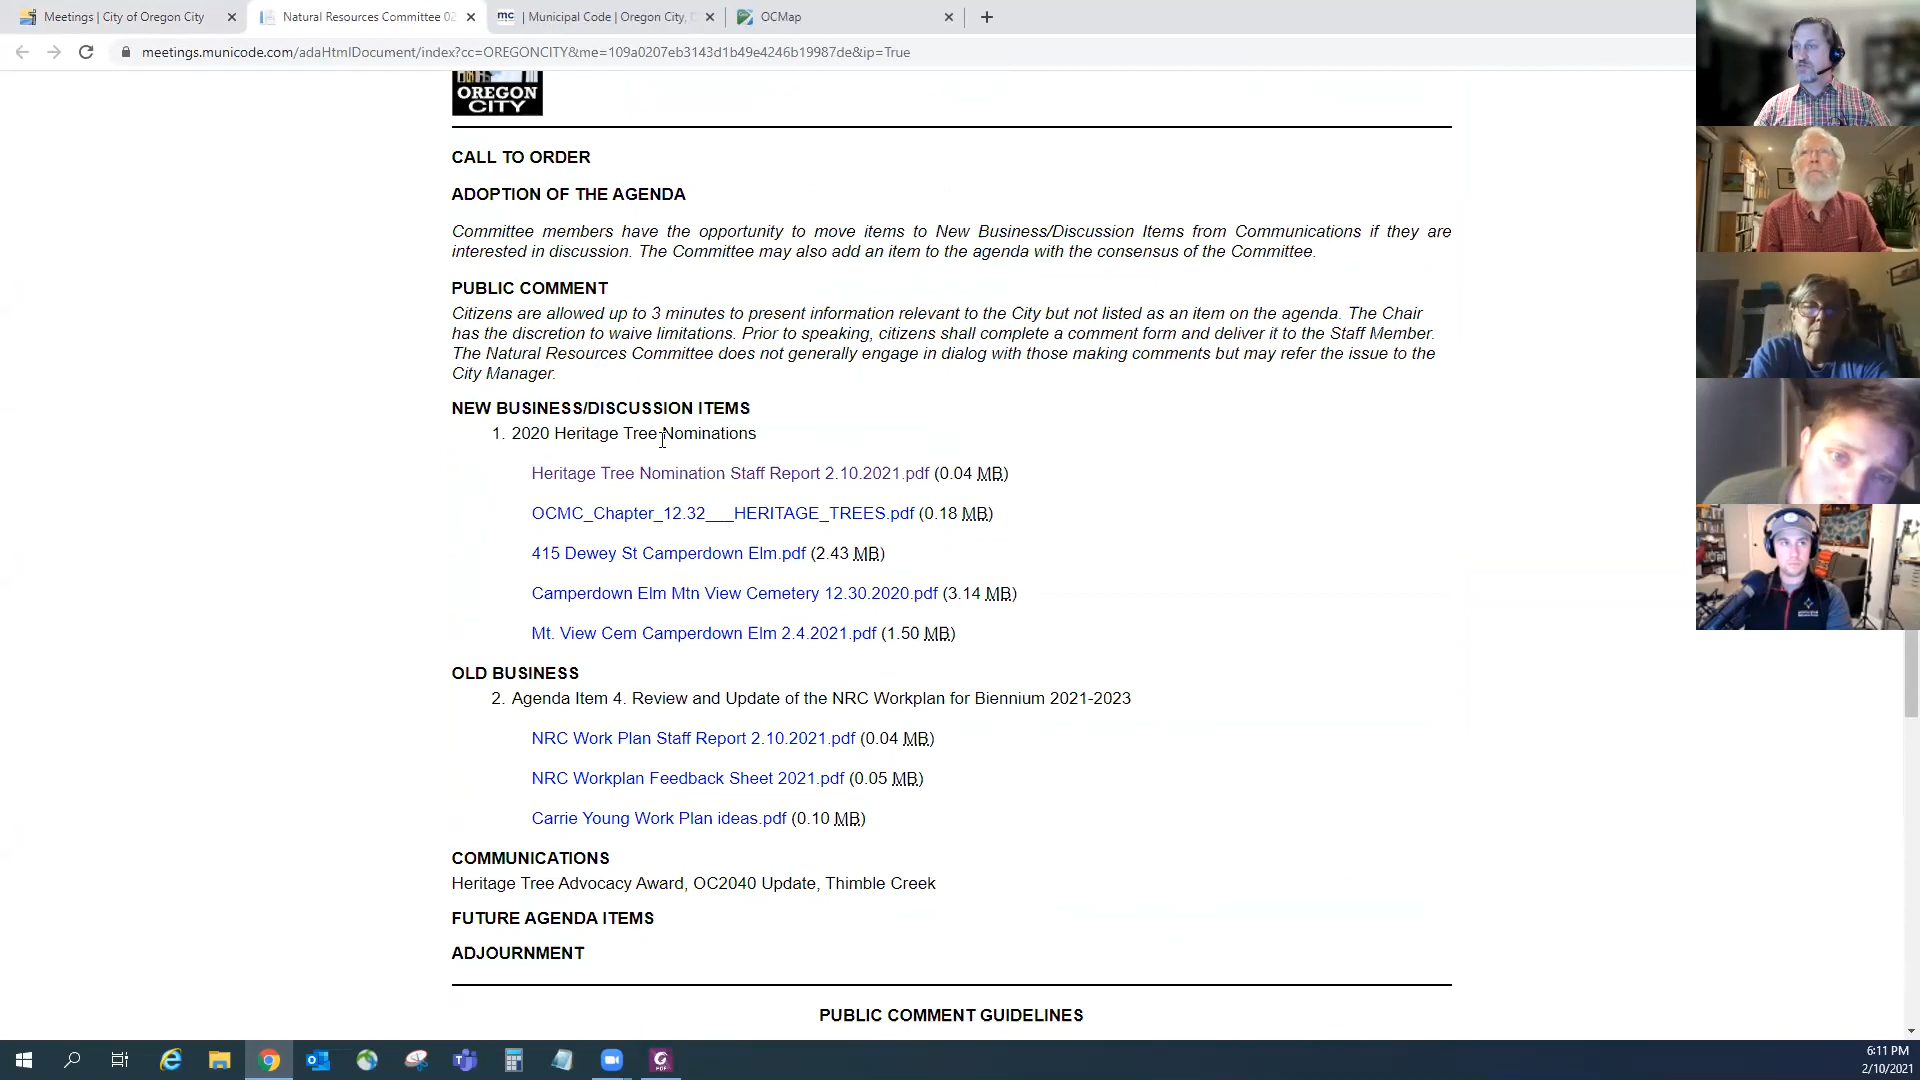 Meetings | City of Oregon City
Natural Resources Committee 02
mc | Municipal Code | Oregon City,
OCMap
meetings.municode.com/adaHtmlDocument/index?cc=OREGONCITY&me=109a0207eb3143d1b49e4246b19987de&ip=True
OREGON
CITY
CALL TO ORDER
ADOPTION OF THE AGENDA
Committee members have the opportunity to move items to New Business/Discussion Items from Communications if they are
interested in discussion. The Committee may also add an item to the agenda with the consensus of the Committee.
PUBLIC COMMENT
Citizens are allowed up to 3 minutes to present information relevant to the City but not listed as an item on the agenda. The Chair
has the discretion to waive limitations. Prior to speaking, citizens shall complete a comment form and deliver it to the Staff Member.
The Natural Resources Committee does not generally engage in dialog with those making comments but may refer the issue to the
City Manager.
NEW BUSINESS/DISCUSSION ITEMS
1. 2020 Heritage Tree Nominations
Heritage Tree Nomination Staff Report 2.10.2021.pdf (0.04 MB)
OCMC_Chapter_12.32___HERITAGE_TREES.pdf (0.18 MB)
415 Dewey St Camperdown Elm.pdf (2.43 MB)
Camperdown Elm Mtn View Cemetery 12.30.2020.pdf (3.14 MB)
Mt. View Cem Camperdown Elm 2.4.2021.pdf (1.50 MB)
OLD BUSINESS
2. Agenda Item 4. Review and Update of the NRC Workplan for Biennium 2021-2023
NRC Work Plan Staff Report 2.10.2021.pdf (0.04 MB)
NRC Workplan Feedback Sheet 2021.pdf (0.05 MB)
Carrie Young Work Plan ideas.pdf (0.10 MB)
COMMUNICATIONS
Heritage Tree Advocacy Award, OC2040 Update, Thimble Creek
FUTURE AGENDA ITEMS
ADJOURNMENT
PUBLIC COMMENT GUIDELINES
6:11 PM
2/10/2021